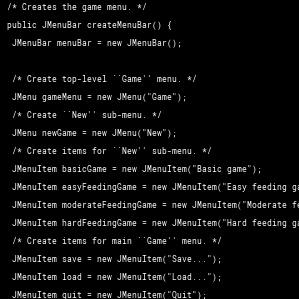 /* Creates the game menu. */
public JMenuBar createMenuBar() {
JMenuBar menuBar = new JMenuBar();
/* Create top-level ``Game'' menu. */
JMenu gameMenu = new JMenu("Game");
/* Create ``New'' sub-menu. */
JMenu newGame = new JMenu("New");
/* Create items for ``New'' sub-menu. */
JMenuItem basicGame = new JMenuItem("Basic game");
JMenuItem easyFeedingGame = new JMenuItem("Easy feeding ga
JMenuItem moderateFeedingGame = new JMenuItem("Moderate fe
JMenuItem hardFeedingGame = new JMenuItem("Hard feeding ga
/* Create items for main ``Game'' menu. */
JMenuItem save = new JMenuItem("Save...");
JMenuItem load = new JMenuItem("Load...");
JMenuItem quit = new JMenuItem("Quit");